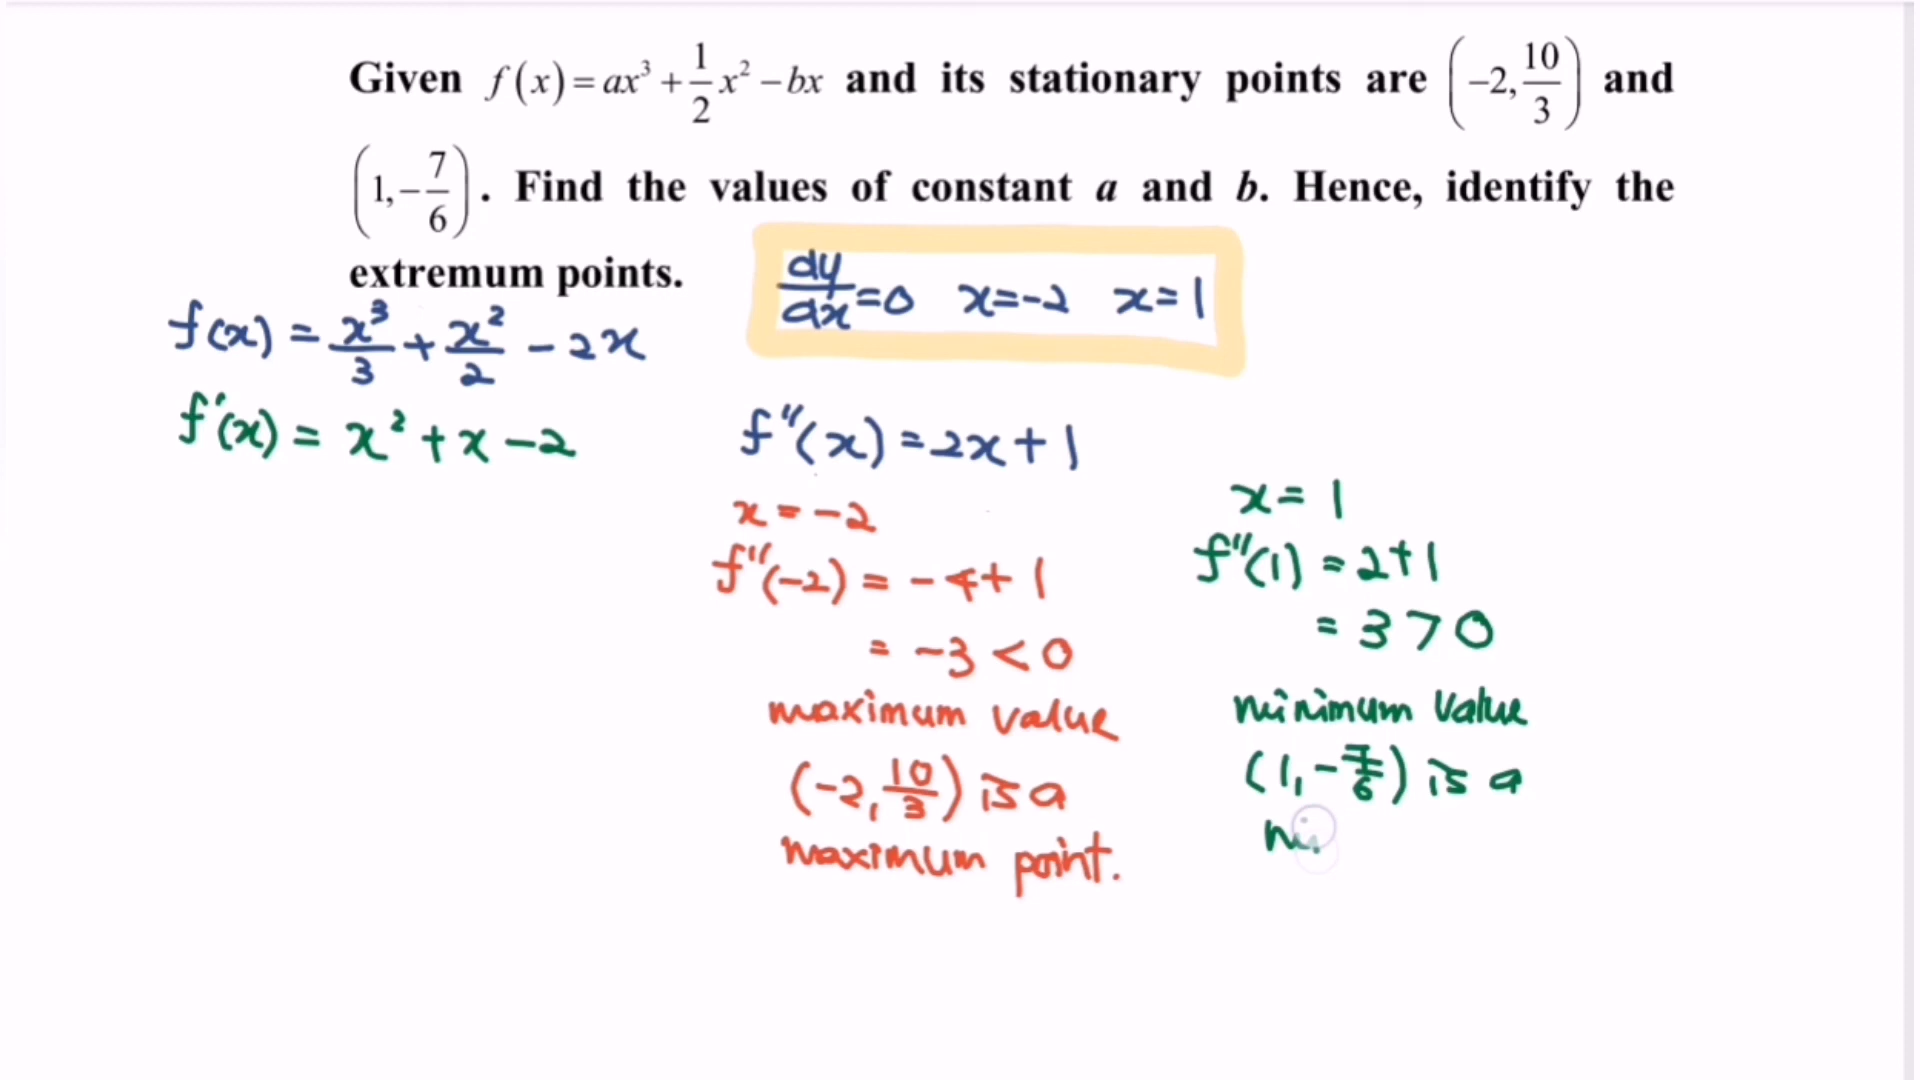 Given f(x) = ax³ + 1/2 x² − bx and its stationary points are (−2, 10/3) and
(1, −7/6). Find the values of constant a and b. Hence, identify the
extremum points.
dy/dx = 0 x = -2 x = 1
f(x) = x³/3 + x²/2 - 2x
f'(x) = x² + x - 2
f''(x) = 2x + 1
x = -2
f''(-2) = -4 + 1
= -3 < 0
maximum value
(-2, 10/3) is a
maximum point.
x = 1
f''(1) = 2+1
= 3 > 0
minimum value
(1, -7/6) is a